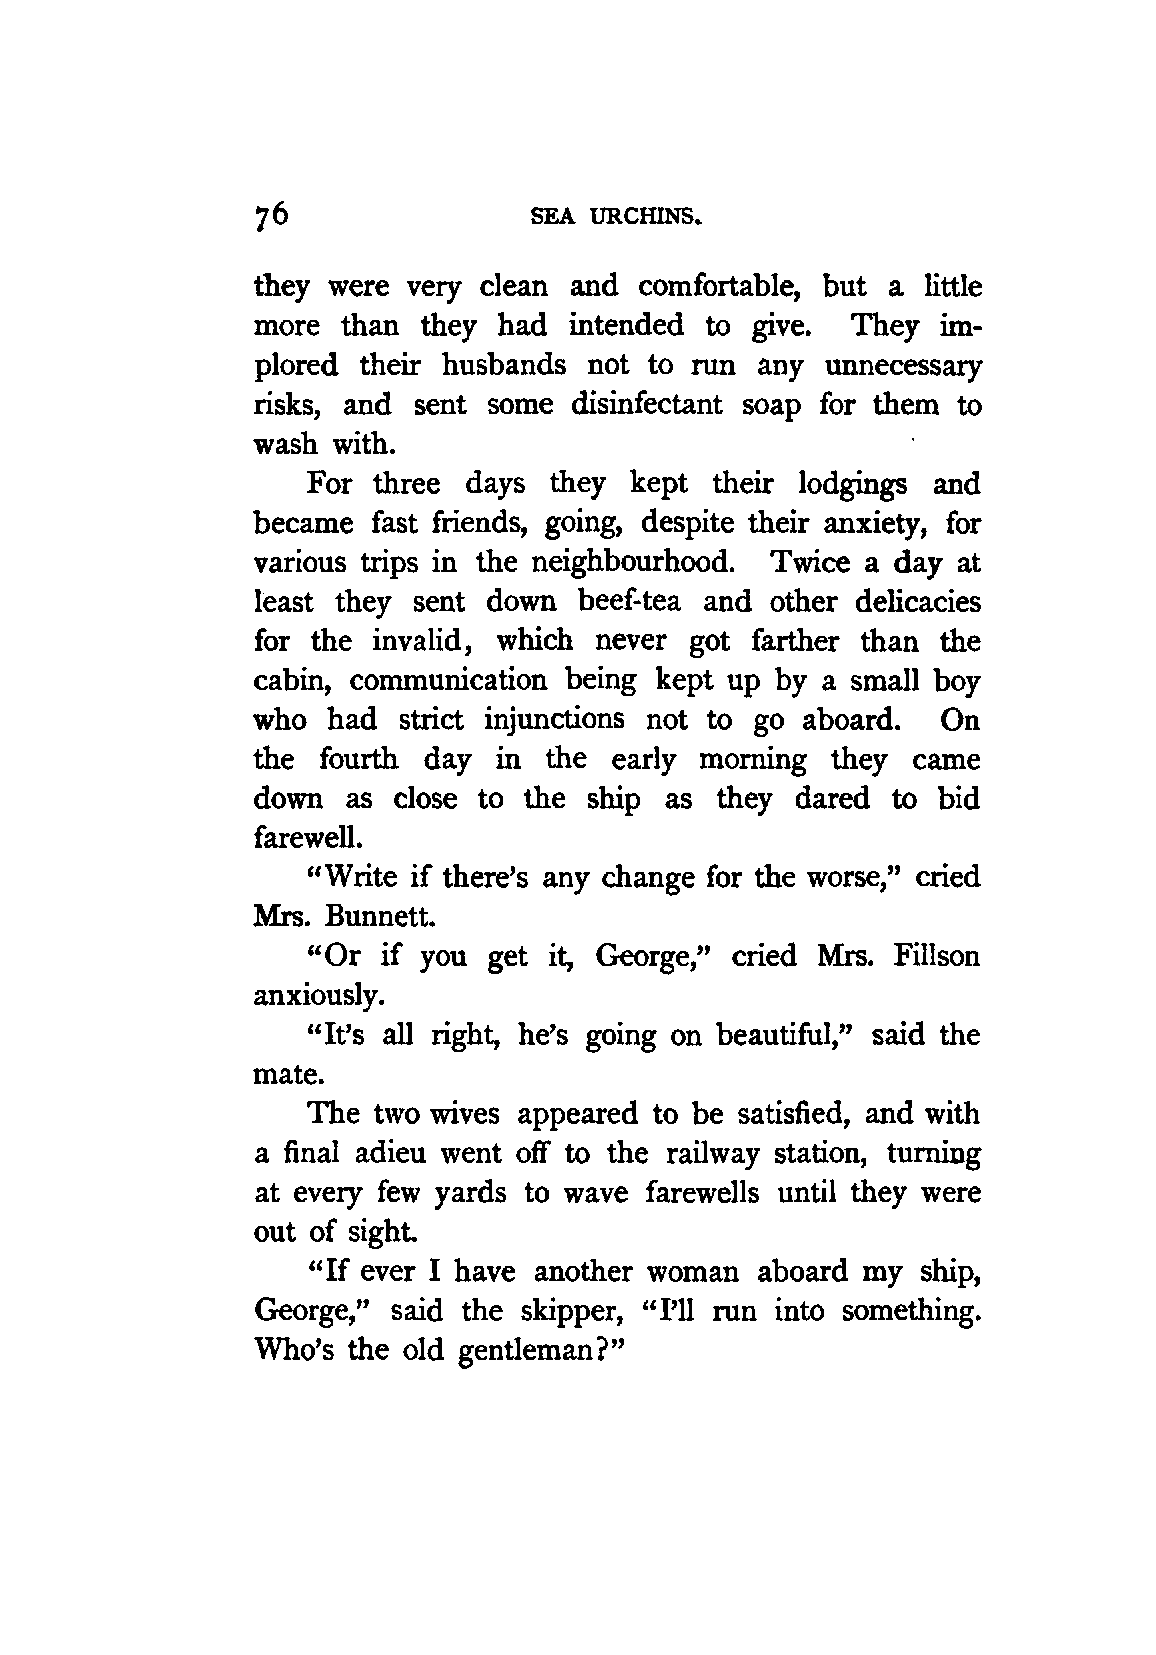 76 SEA URCHINS.
they were very clean and comfortable, but a little
more than they had intended to give. They im-
plored their husbands not to run any unnecessary
risks, and sent some disinfectant soap for them to
wash with.
For three days they kept their lodgings and
became fast friends, going, despite their anxiety, for
various trips in the neighbourhood. Twice a day at
least they sent down beef-tea and other delicacies
for the invalid, which never got farther than the
cabin, communication being kept up by a small boy
who had strict injunctions not to go aboard. On
the fourth day in the early morning they came
down as close to the ship as they dared to bid
farewell.
“Write if there’s any change for the worse,” cried
Mrs. Bunnett.
“Or if you get it, George,” cried Mrs. Fillson
anxiously.
“It’s all right, he’s going on beautiful,” said the
mate.
The two wives appeared to be satisfied, and with
a final adieu went off to the railway station, turning
at every few yards to wave farewells until they were
out of sight.
“If ever I have another woman aboard my ship,
George,” said the skipper, “I’ll run into something.
Who’s the old gentleman?”